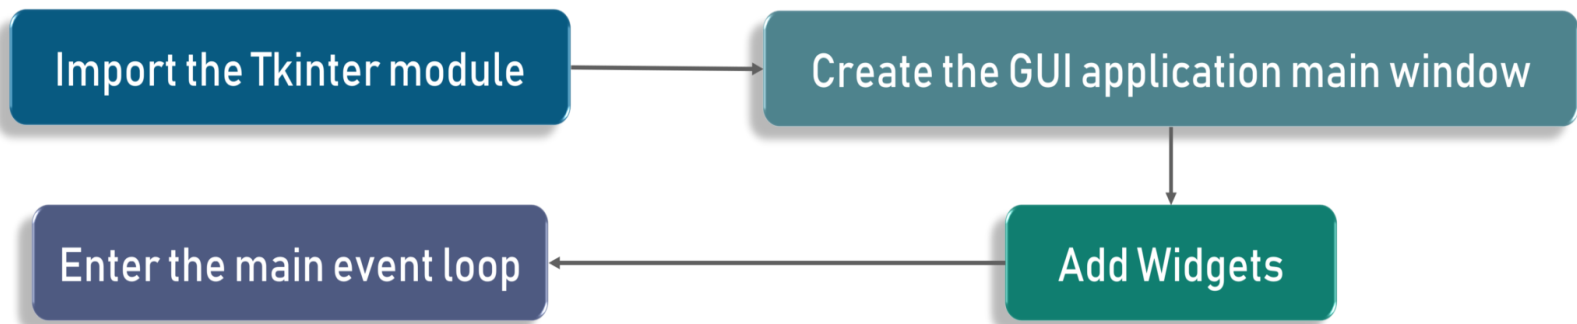 Import the Tkinter module
Create the GUI application main window
Add Widgets
Enter the main event loop